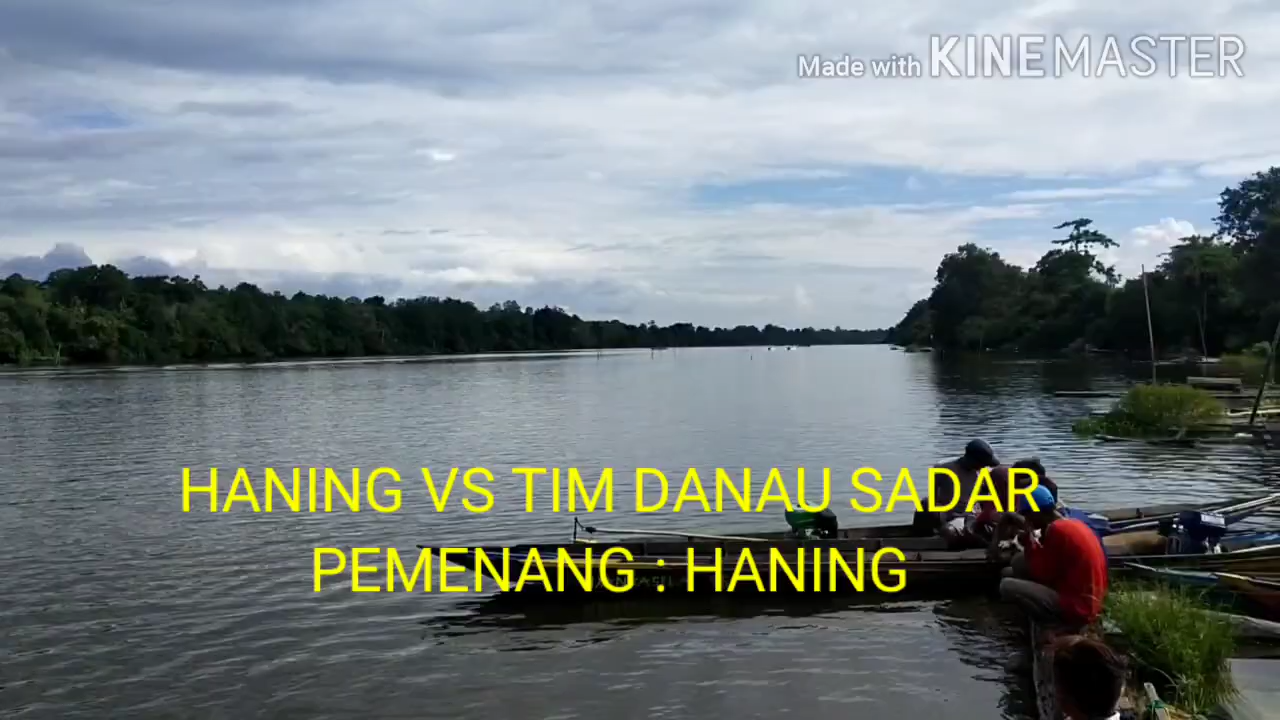 Made with KINEMASTER
HANING VS TIM DANAU SADAR
PEMENANG : HANING